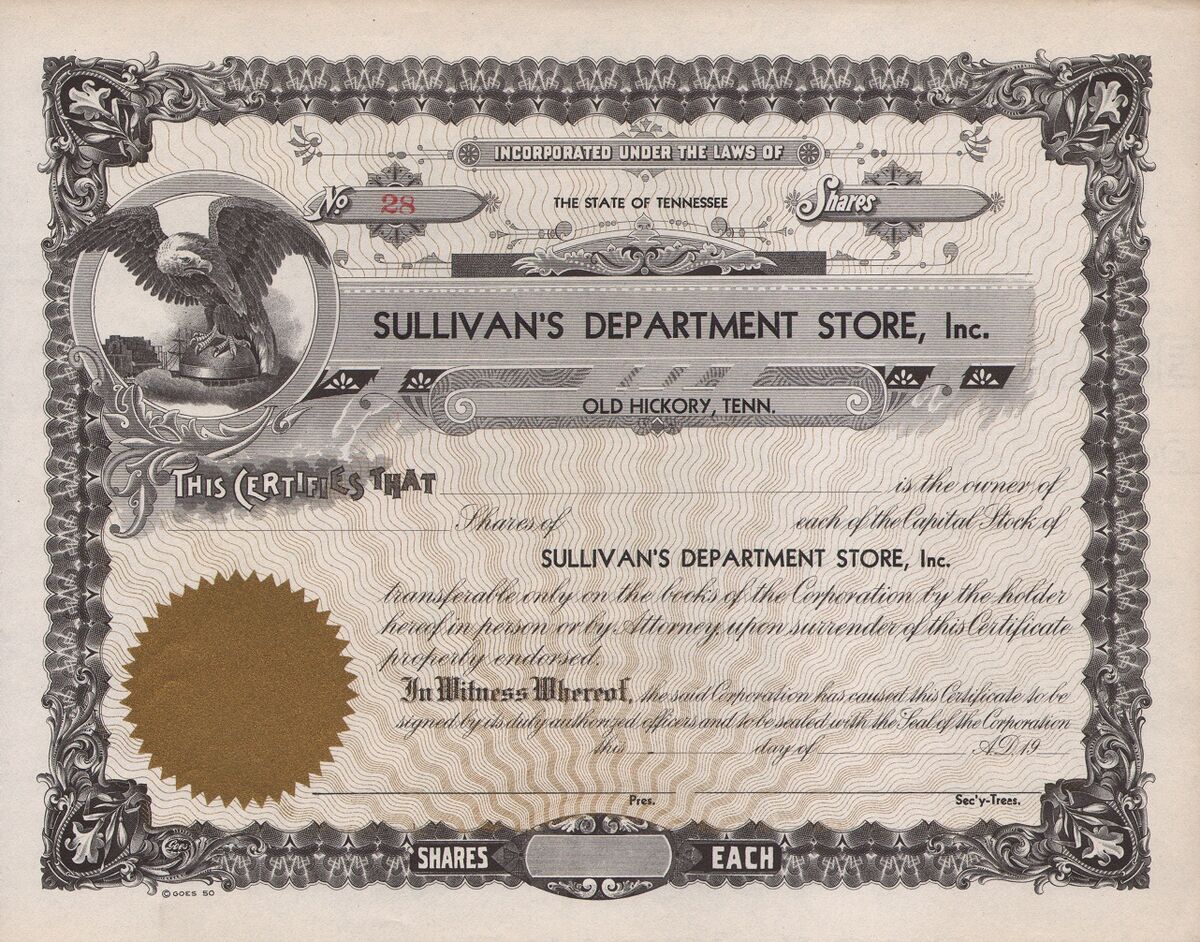 INCORPORATED UNDER THE LAWS OF
No 28
THE STATE OF TENNESSEE
Shares
SULLIVAN'S DEPARTMENT STORE, Inc.
OLD HICKORY, TENN.
THIS CERTIFIES THAT is the owner of
Shares of each of the Capital Stock of
SULLIVAN'S DEPARTMENT STORE, Inc.
transferable only on the books of the Corporation by the holder
hereof in person or by Attorney, upon surrender of this Certificate
properly endorsed.
In Witness Whereof, the said Corporation has caused this Certificate to be
signed by its duly authorized officers and to be sealed with the Seal of the Corporation
this day of A.D. 19
Pres. Sec'y-Treas.
SHARES EACH
Goes
© GOES 50